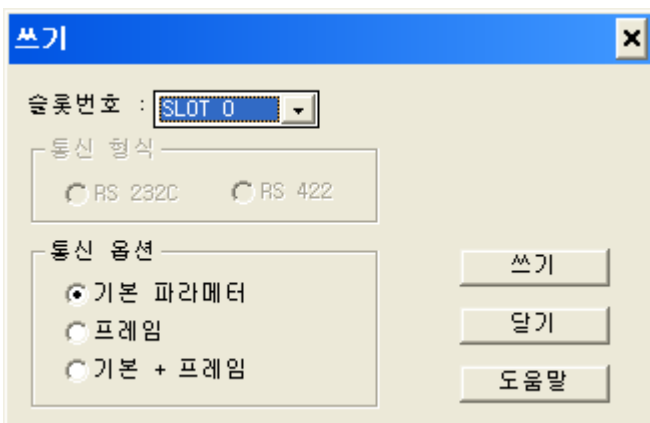 쓰기
슬롯번호 : SLOT 0
통신 형식
RS 232C RS 422
통신 옵션
기본 파라메터
프레임
기본 + 프레임
쓰기
닫기
도움말